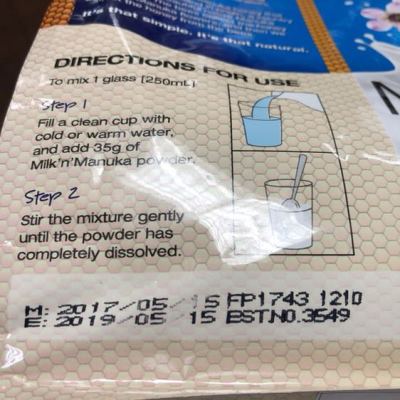 It's that simple. It's that natural.
DIRECTIONS FOR USE
To mix 1 glass [250mL]
Step 1
Fill a clean cup with
cold or warm water,
and add 35g of
Milk'n'Manuka powder.
Step 2
Stir the mixture gently
until the powder has
completely dissolved.
M: 2017/05/15 FP1743 1210
E: 2019/05/15 EST.NO.3549